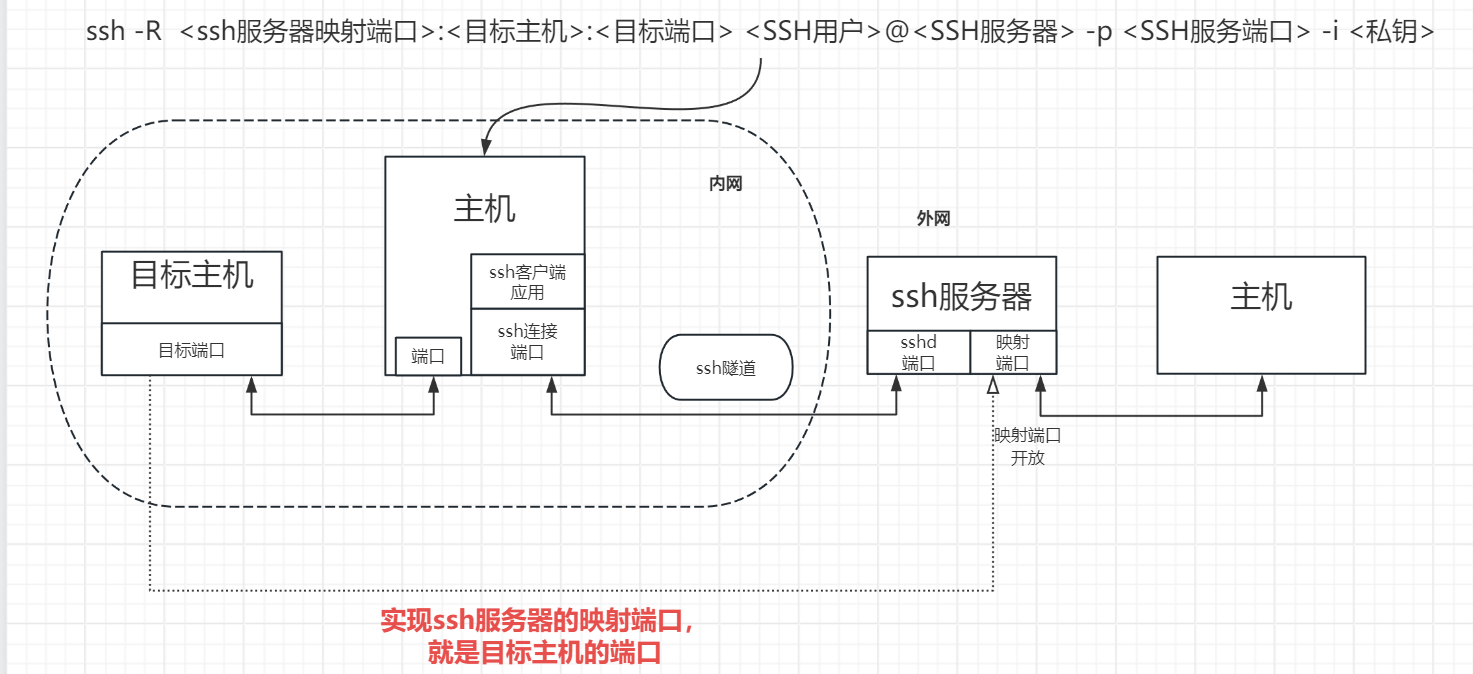 ssh -R <ssh服务器映射端口>:<目标主机>:<目标端口> <SSH用户>@<SSH服务器> -p <SSH服务端口> -i <私钥>
内网
外网
目标主机
目标端口
主机
ssh客户端
应用
ssh连接
端口
端口
ssh隧道
ssh服务器
sshd
端口
映射
端口
主机
映射端口
开放
实现ssh服务器的映射端口，
就是目标主机的端口